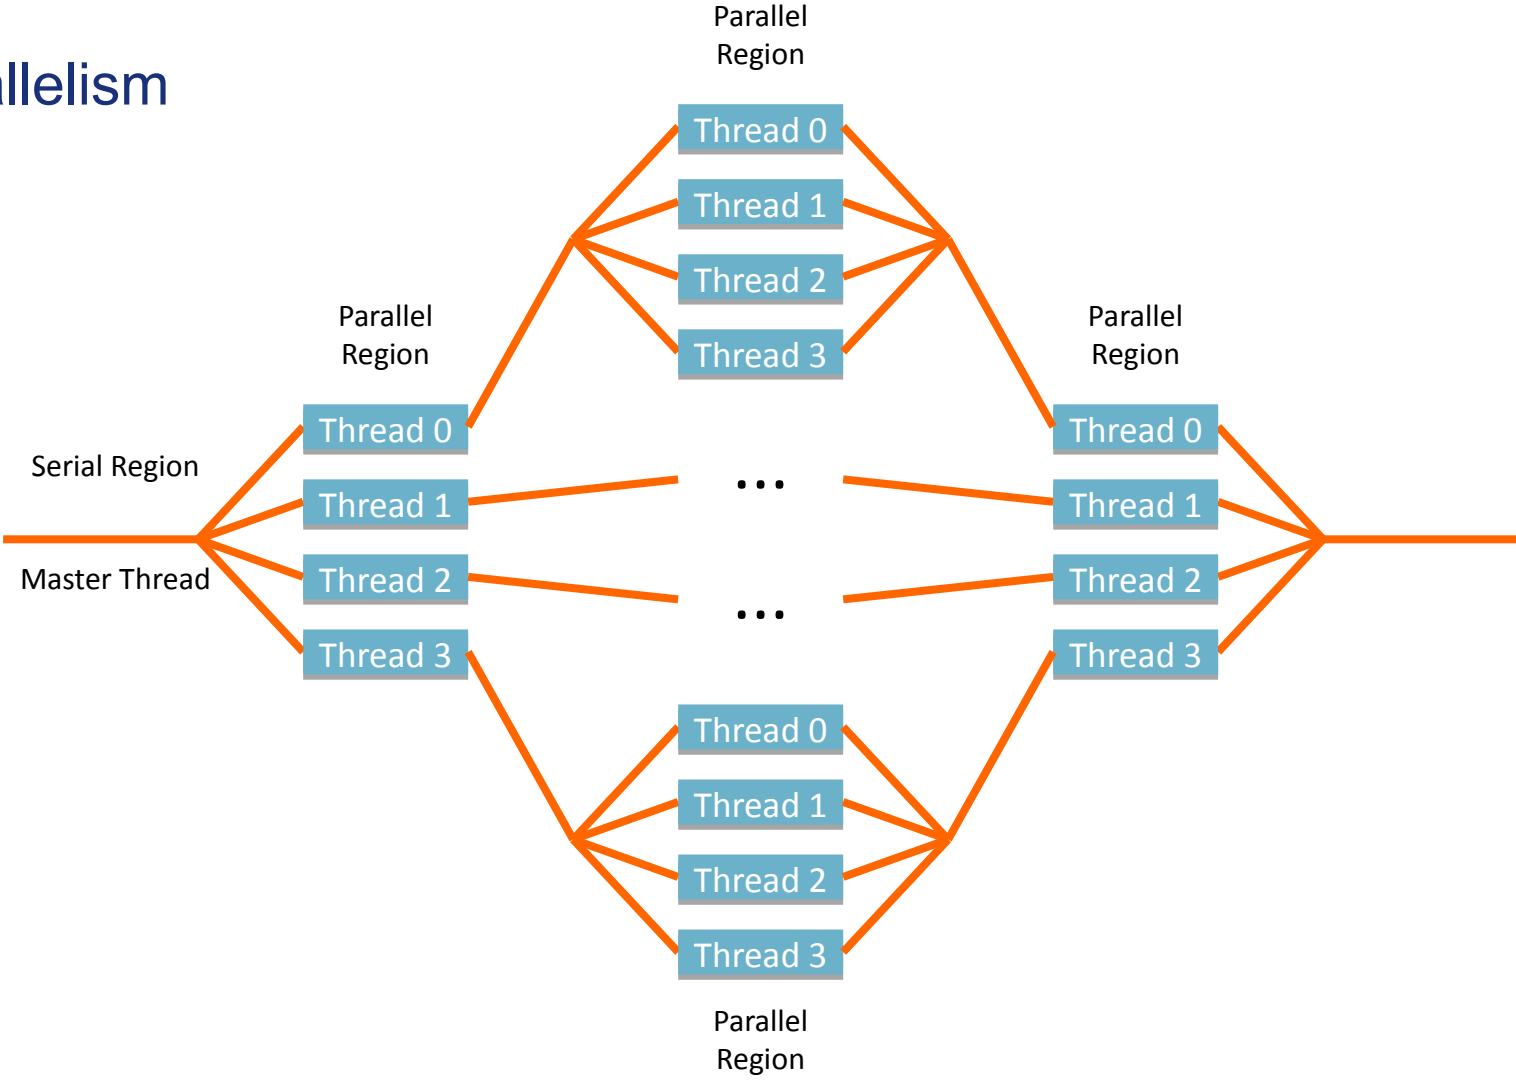 allelism
Parallel
Region
Thread 0
Thread 1
Thread 2
Thread 3
Parallel
Region
Thread 0
Thread 1
Thread 2
Thread 3
Serial Region
Master Thread
...
...
Parallel
Region
Thread 0
Thread 1
Thread 2
Thread 3
Thread 0
Thread 1
Thread 2
Thread 3
Parallel
Region